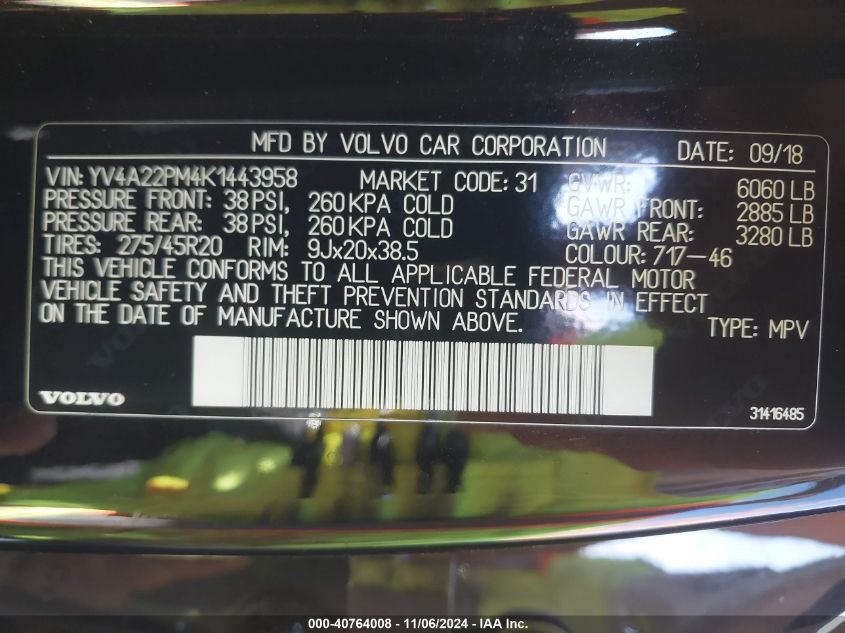 MFD BY VOLVO CAR CORPORATION DATE: 09/18
VIN: YV4A22PM4K1443958 MARKET CODE: 31 GVWR: 6060 LB
PRESSURE FRONT: 38 PSI, 260 KPA COLD GAWR FRONT: 2885 LB
PRESSURE REAR: 38 PSI, 260 KPA COLD GAWR REAR: 3280 LB
TIRES: 275/45R20 RIM: 9Jx20x38.5 COLOUR: 717-46
THIS VEHICLE CONFORMS TO ALL APPLICABLE FEDERAL MOTOR
VEHICLE SAFETY AND THEFT PREVENTION STANDARDS IN EFFECT
ON THE DATE OF MANUFACTURE SHOWN ABOVE.
TYPE: MPV
VOLVO
31416485
000-40764008 - 11/06/2024 - IAA Inc.